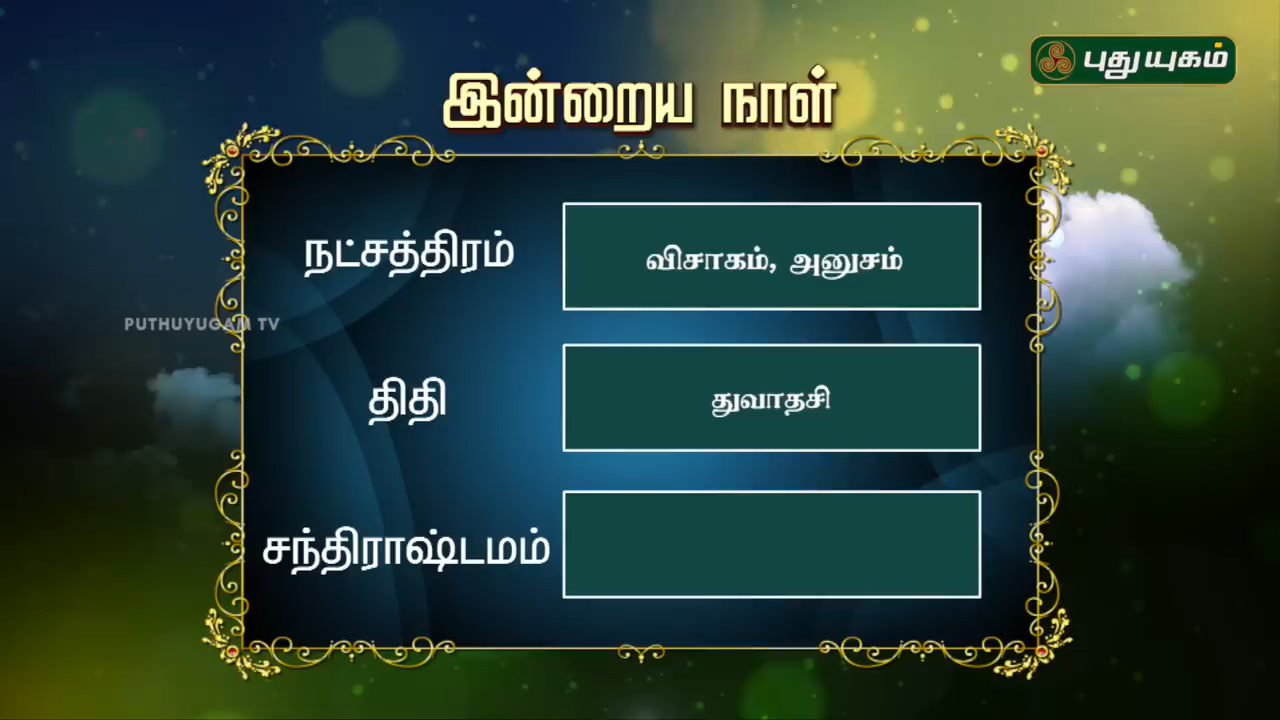 புதுயுகம்
இன்றைய நாள்
நட்சத்திரம்
விசாகம், அனுசம்
PUTHUYUGAM TV
திதி
துவாதசி
சந்திராஷ்டமம்